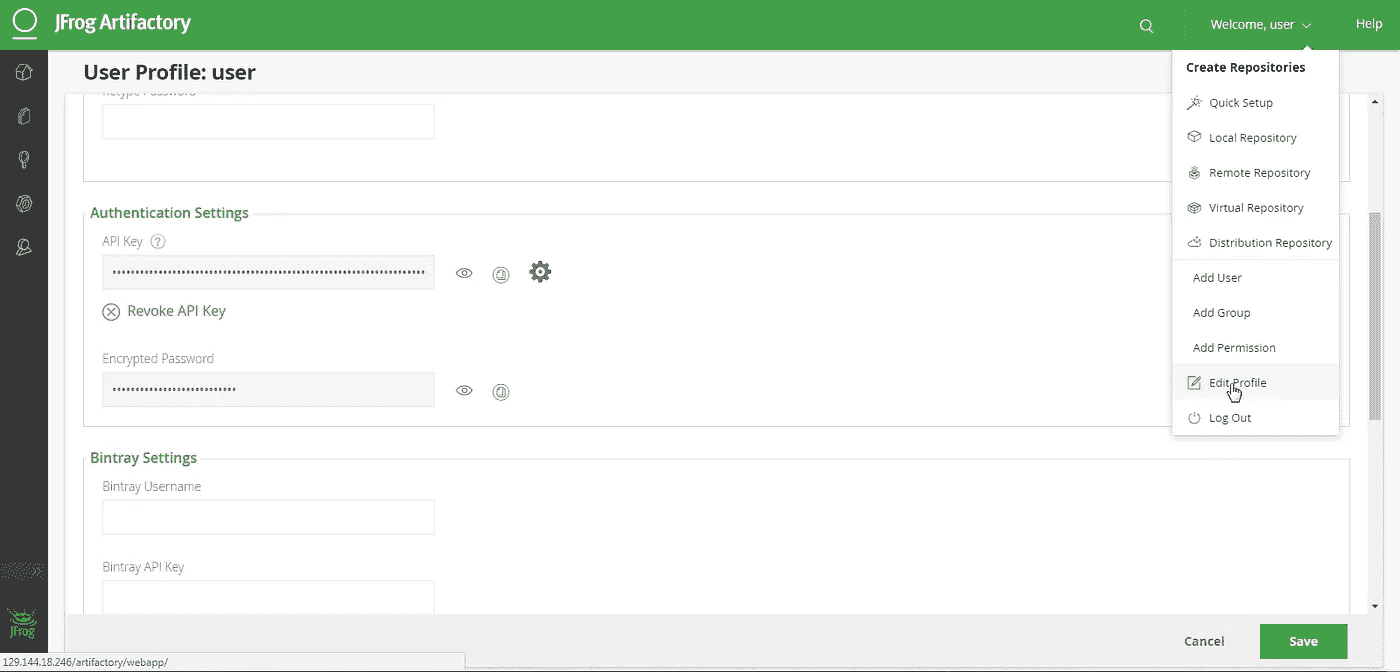 JFrog Artifactory
Welcome, user
Help
User Profile: user
Retype Password
Authentication Settings
API Key ?
Revoke API Key
Encrypted Password
Bintray Settings
Bintray Username
Bintray API Key
Create Repositories
Quick Setup
Local Repository
Remote Repository
Virtual Repository
Distribution Repository
Add User
Add Group
Add Permission
Edit Profile
Log Out
Cancel
Save
JFrog
129.144.18.246/artifactory/webapp/